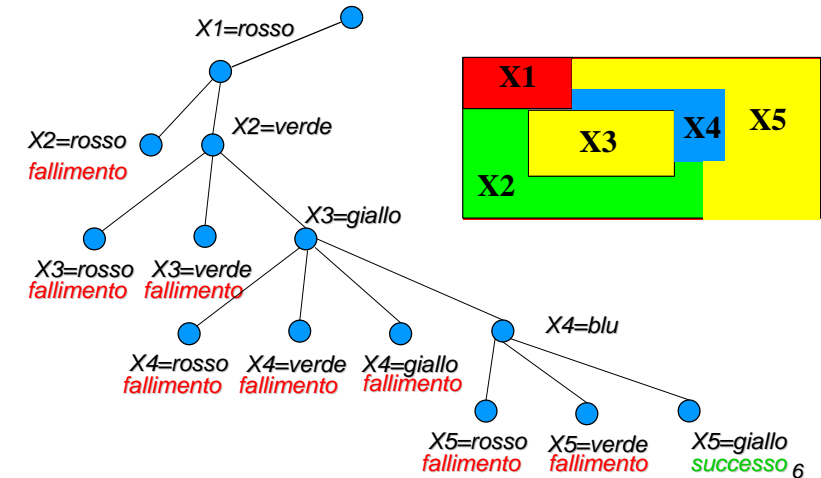 X1=rosso
X1
X2=rosso
fallimento
X2=verde
X3
X4
X5
X2
X3=giallo
X3=rosso
fallimento
X3=verde
fallimento
X4=blu
X4=rosso
fallimento
X4=verde
fallimento
X4=giallo
fallimento
X5=rosso
fallimento
X5=verde
fallimento
X5=giallo
successo
6